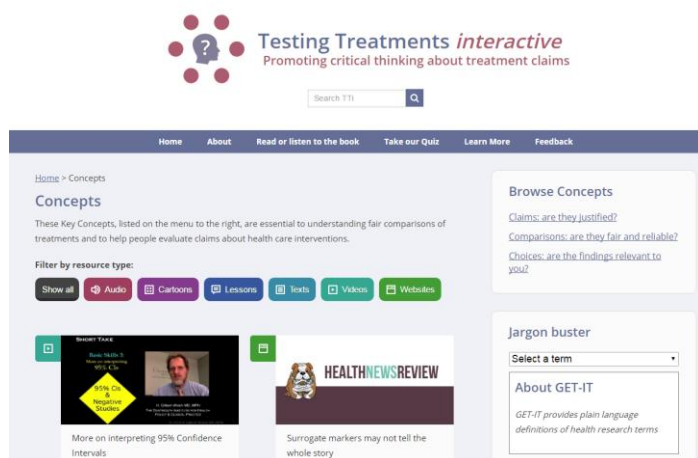 ?
Testing Treatments interactive
Promoting critical thinking about treatment claims
Search TTi
Home About Read or listen to the book Take our Quiz Learn More Feedback
Home > Concepts
Concepts
These Key Concepts, listed on the menu to the right, are essential to understanding fair comparisons of
treatments and to help people evaluate claims about health care interventions.
Filter by resource type:
Show all Audio Cartoons Lessons Texts Videos Websites
SHORT TAKE
Basic Skills 3
More on interpreting
95% CIs
95% CIs
&
Negative
Studies
More on interpreting 95% Confidence
Intervals
HEALTHNEWSREVIEW
Surrogate markers may not tell the
whole story
Browse Concepts
Claims: are they justified?
Comparisons: are they fair and reliable?
Choices: are the findings relevant to
you?
Jargon buster
Select a term
About GET-IT
GET-IT provides plain language
definitions of health research terms